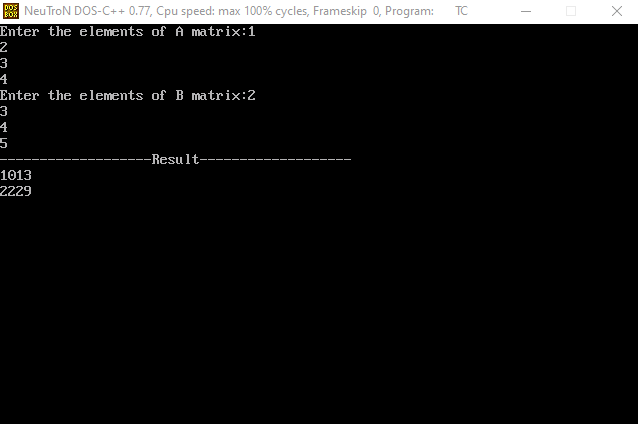 DOS BOX
NeuTroN DOS-C++ 0.77, Cpu speed: max 100% cycles, Frameskip 0, Program: TC
Enter the elements of A matrix:1
2
3
4
Enter the elements of B matrix:2
3
4
5
-------------------Result-------------------
1013
2229